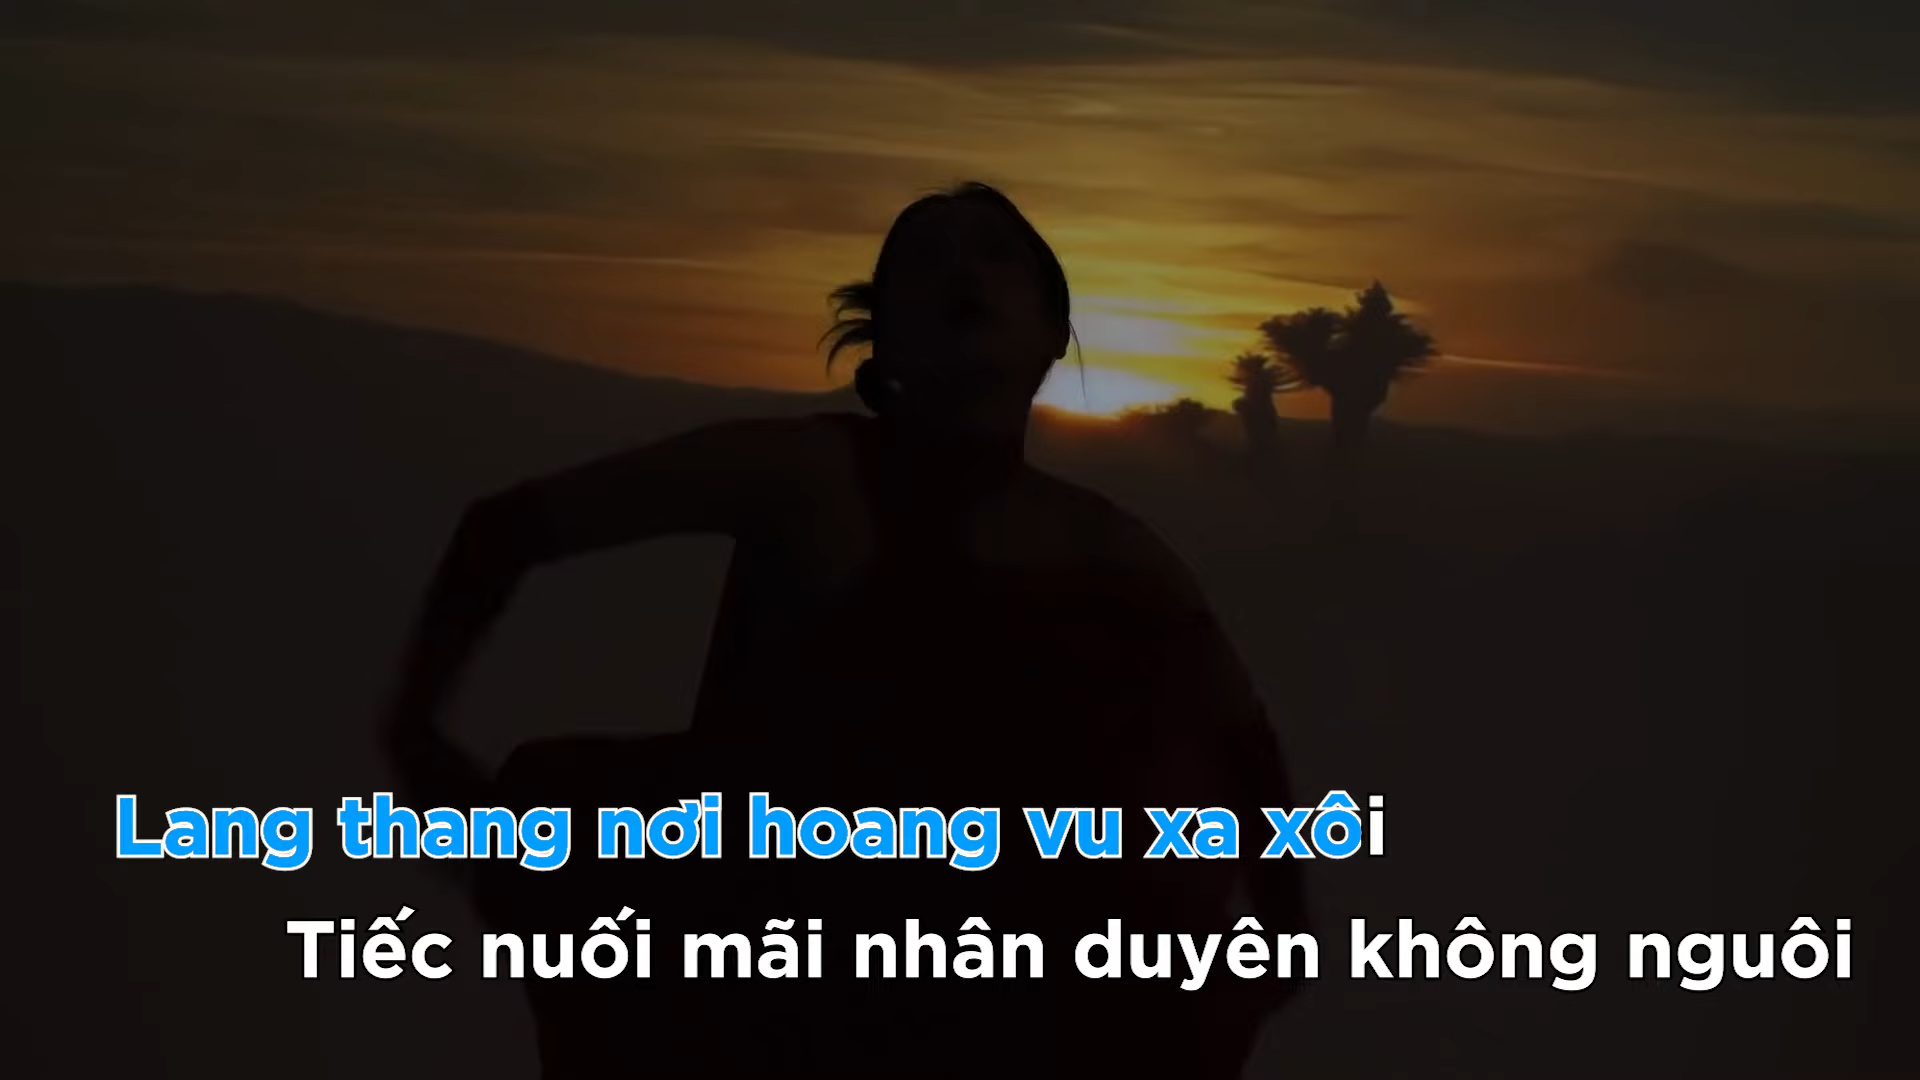 Lang thang nơi hoang vu xa xôi
Tiếc nuối mãi nhân duyên không nguôi